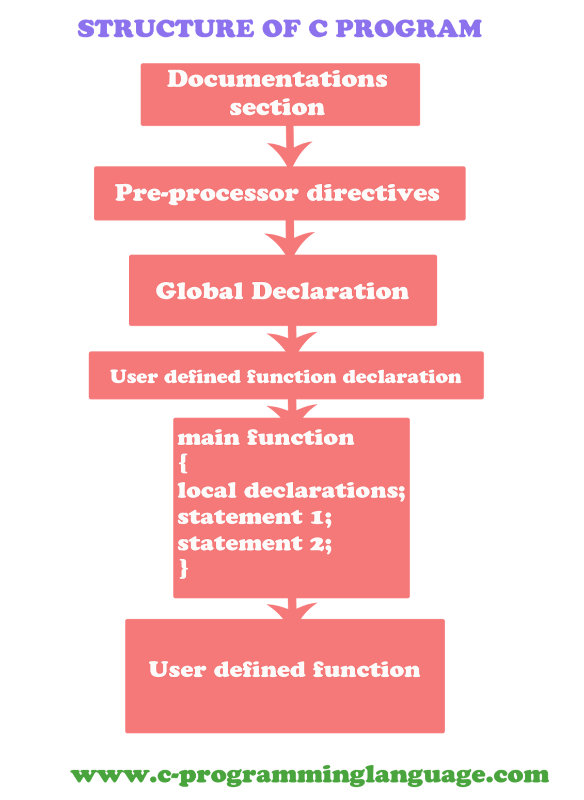 STRUCTURE OF C PROGRAM
Documentations
section
Pre-processor directives
Global Declaration
User defined function declaration
main function
{
local declarations;
statement 1;
statement 2;
}
User defined function
www.c-programminglanguage.com